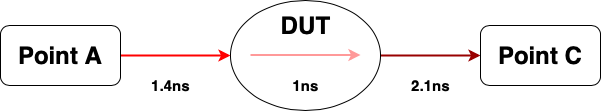 DUT
Point A
Point C
1.4ns
1ns
2.1ns